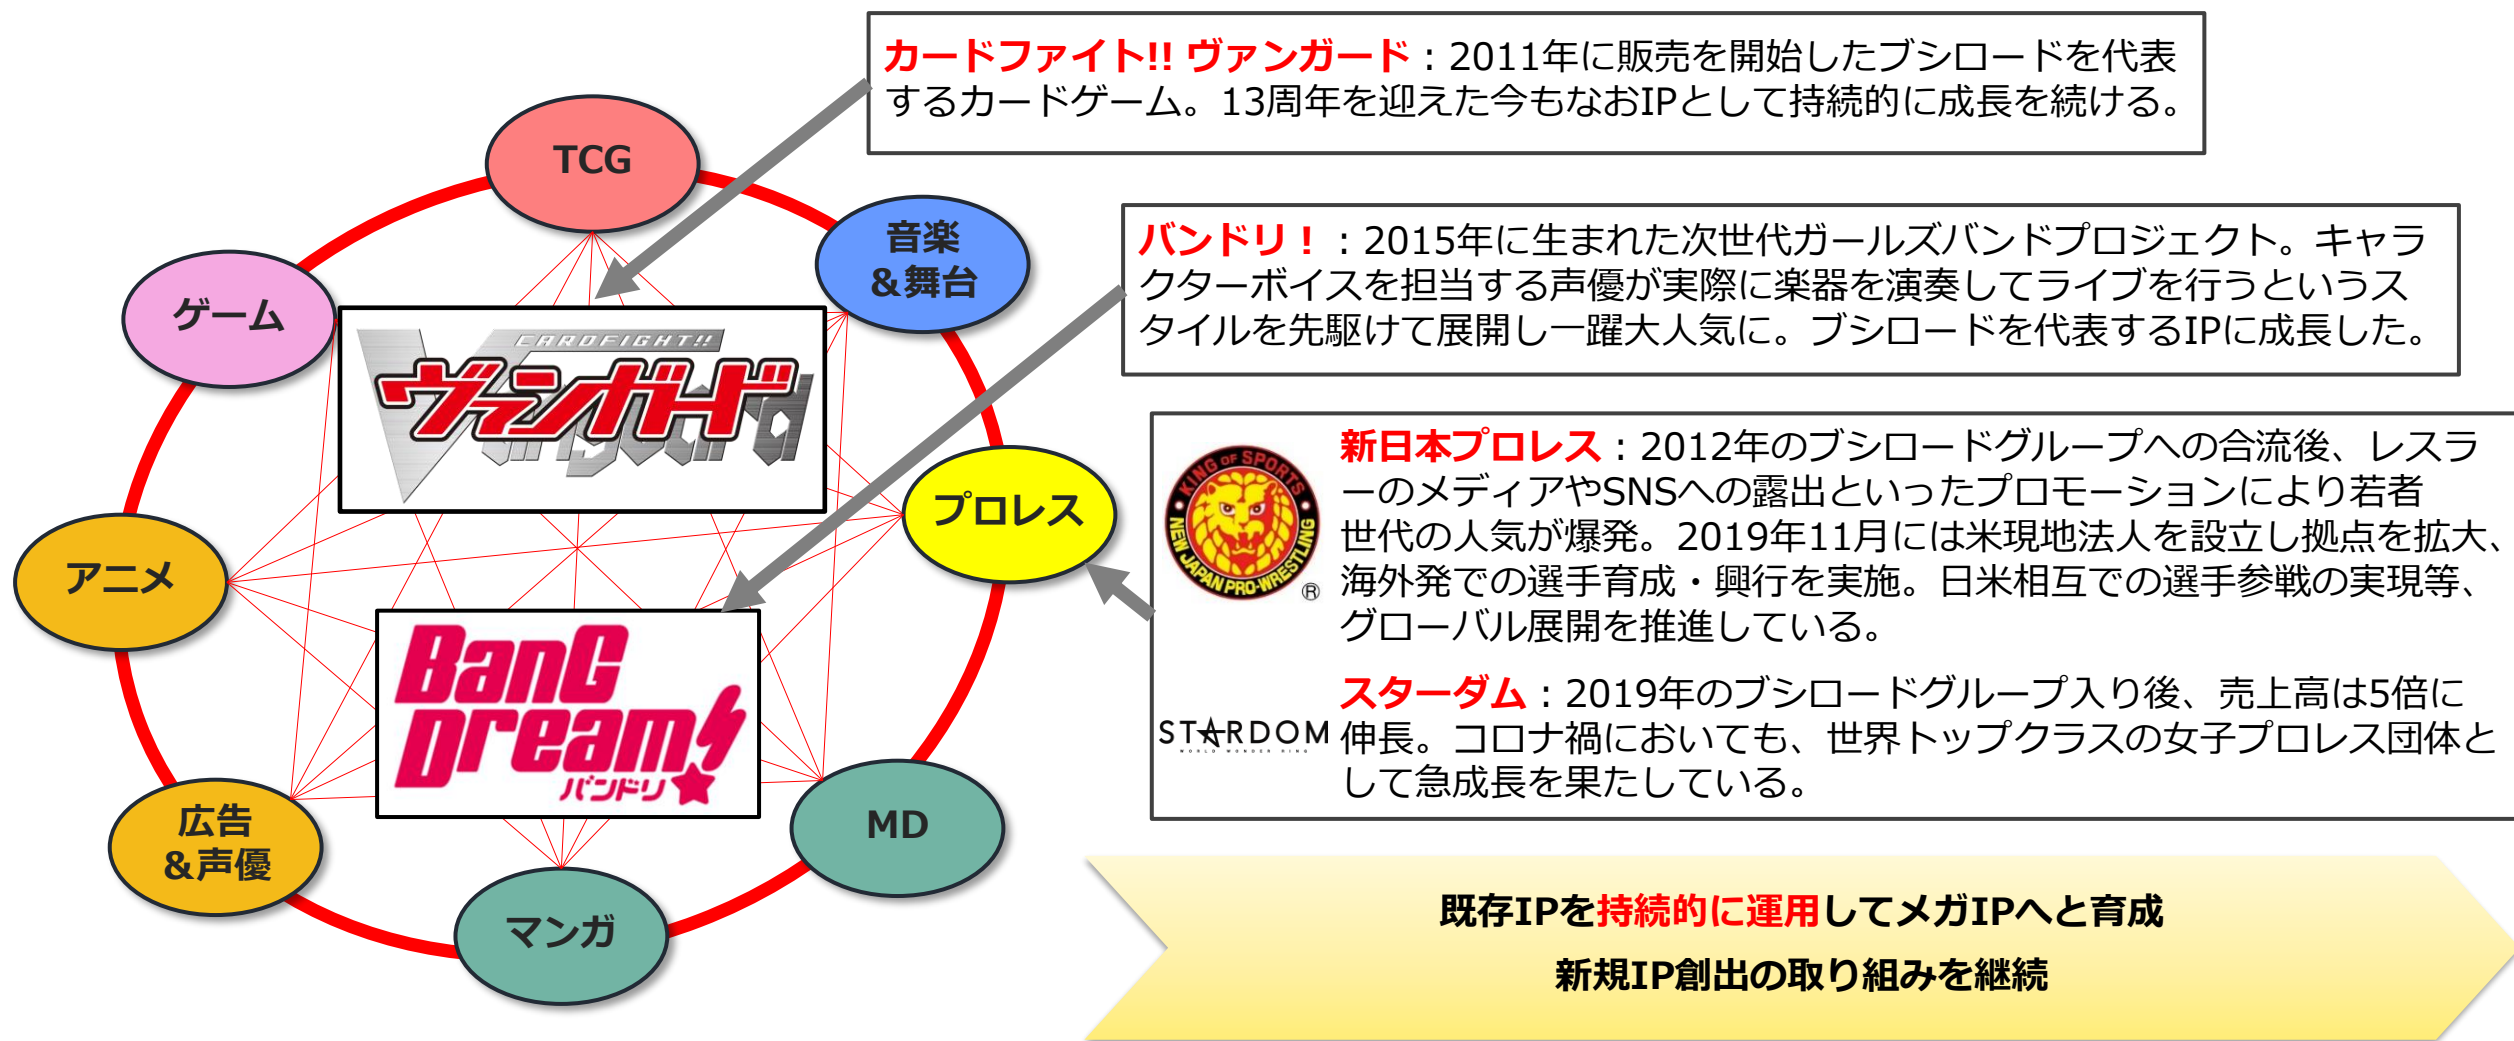 カードファイト!! ヴァンガード：2011年に販売を開始したブシロードを代表
するカードゲーム。13周年を迎えた今もなおIPとして持続的に成長を続ける。
TCG
音楽
＆舞台
ゲーム
プロレス
アニメ
MD
広告
＆声優
マンガ
CARDFIGHT!!
ヴァンガード
Vanguard
BanG
Dream!
バンドリ
バンドリ！：2015年に生まれた次世代ガールズバンドプロジェクト。キャラ
クターボイスを担当する声優が実際に楽器を演奏してライブを行うというス
タイルを先駆けて展開し一躍大人気に。ブシロードを代表するIPに成長した。
KING OF SPORTS
NEW JAPAN PRO-WRESTLING
®
新日本プロレス：2012年のブシロードグループへの合流後、レスラ
ーのメディアやSNSへの露出といったプロモーションにより若者
世代の人気が爆発。2019年11月には米現地法人を設立し拠点を拡大、
海外発での選手育成・興行を実施。日米相互での選手参戦の実現等、
グローバル展開を推進している。
STARDOM
WORLD WONDER RING
スターダム：2019年のブシロードグループ入り後、売上高は5倍に
伸長。コロナ禍においても、世界トップクラスの女子プロレス団体と
して急成長を果たしている。
既存IPを持続的に運用してメガIPへと育成
新規IP創出の取り組みを継続